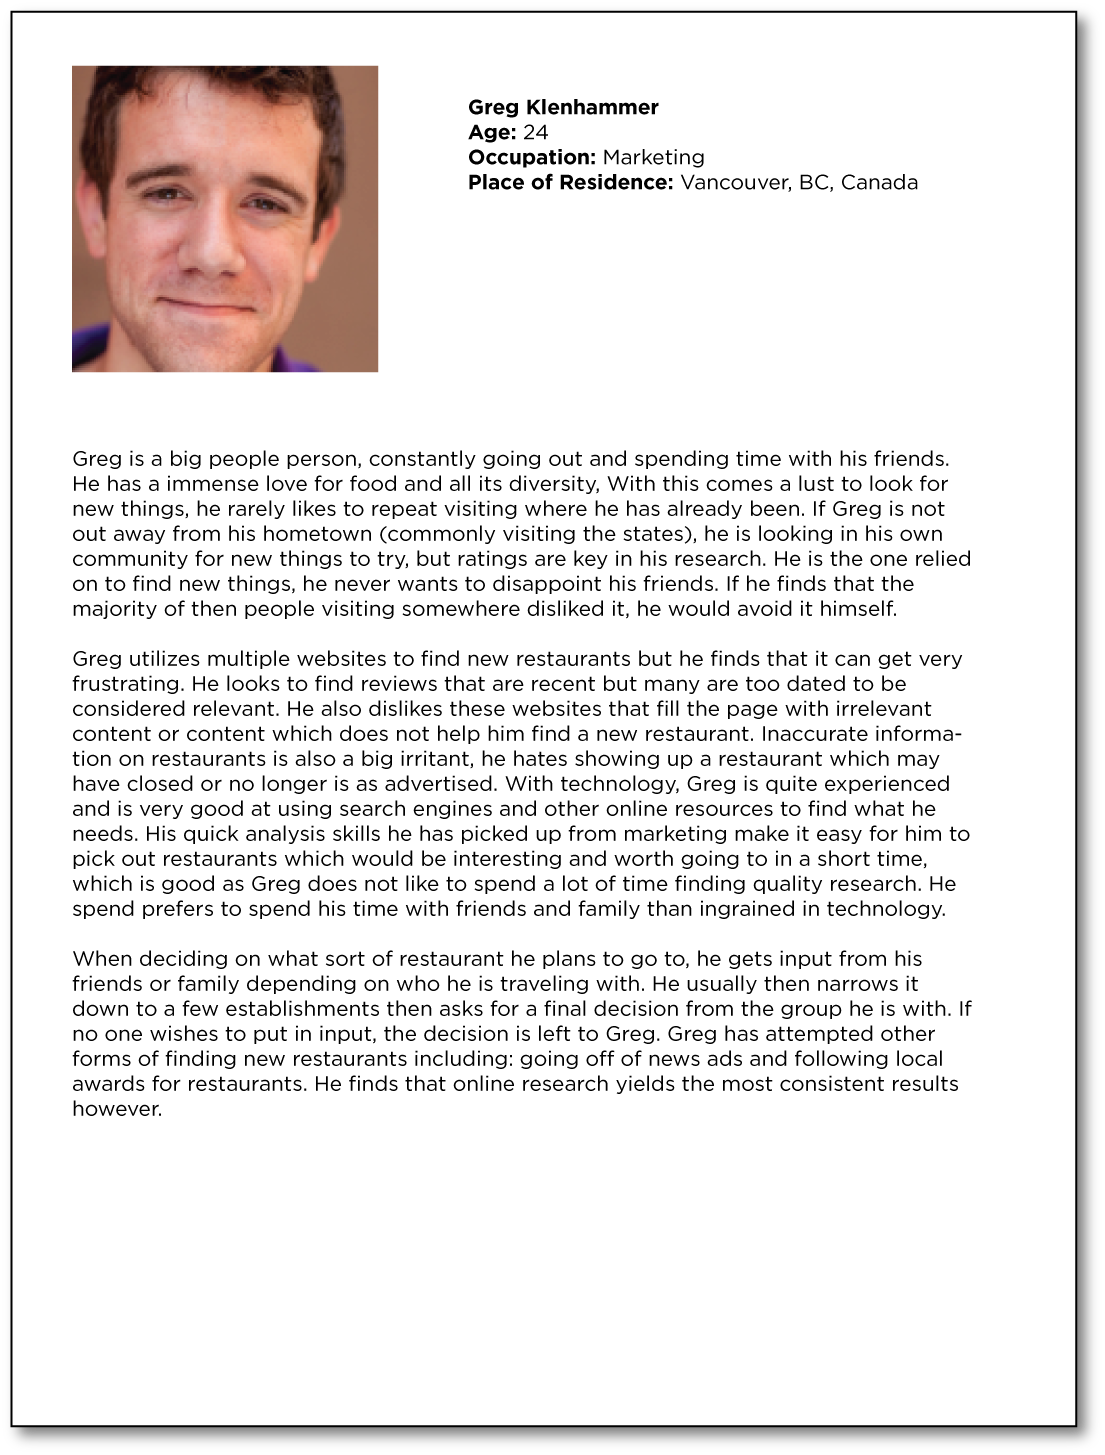 Greg Klenhammer
Age: 24
Occupation: Marketing
Place of Residence: Vancouver, BC, Canada
Greg is a big people person, constantly going out and spending time with his friends.
He has a immense love for food and all its diversity, With this comes a lust to look for
new things, he rarely likes to repeat visiting where he has already been. If Greg is not
out away from his hometown (commonly visiting the states), he is looking in his own
community for new things to try, but ratings are key in his research. He is the one relied
on to find new things, he never wants to disappoint his friends. If he finds that the
majority of then people visiting somewhere disliked it, he would avoid it himself.
Greg utilizes multiple websites to find new restaurants but he finds that it can get very
frustrating. He looks to find reviews that are recent but many are too dated to be
considered relevant. He also dislikes these websites that fill the page with irrelevant
content or content which does not help him find a new restaurant. Inaccurate informa-
tion on restaurants is also a big irritant, he hates showing up a restaurant which may
have closed or no longer is as advertised. With technology, Greg is quite experienced
and is very good at using search engines and other online resources to find what he
needs. His quick analysis skills he has picked up from marketing make it easy for him to
pick out restaurants which would be interesting and worth going to in a short time,
which is good as Greg does not like to spend a lot of time finding quality research. He
spend prefers to spend his time with friends and family than ingrained in technology.
When deciding on what sort of restaurant he plans to go to, he gets input from his
friends or family depending on who he is traveling with. He usually then narrows it
down to a few establishments then asks for a final decision from the group he is with. If
no one wishes to put in input, the decision is left to Greg. Greg has attempted other
forms of finding new restaurants including: going off of news ads and following local
awards for restaurants. He finds that online research yields the most consistent results
however.